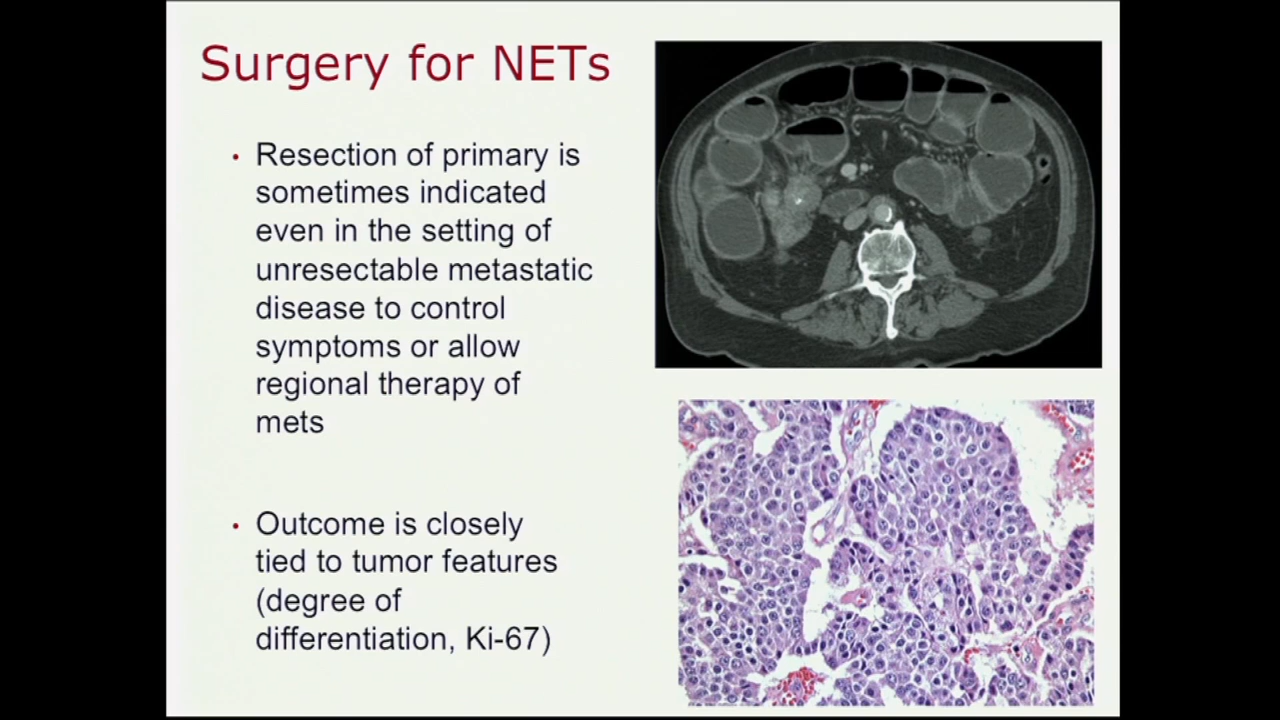 Surgery for NETs
• Resection of primary is
sometimes indicated
even in the setting of
unresectable metastatic
disease to control
symptoms or allow
regional therapy of
mets
• Outcome is closely
tied to tumor features
(degree of
differentiation, Ki-67)